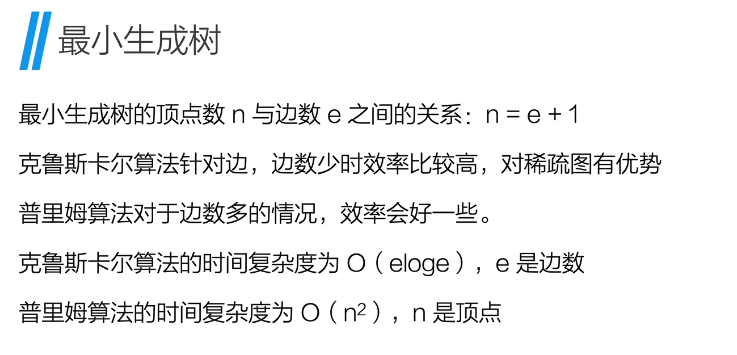 最小生成树
最小生成树的顶点数 n 与边数 e 之间的关系：n = e + 1
克鲁斯卡尔算法针对边，边数少时效率比较高，对稀疏图有优势
普里姆算法对于边数多的情况，效率会好一些。
克鲁斯卡尔算法的时间复杂度为 O（eloge），e 是边数
普里姆算法的时间复杂度为 O（n²），n 是顶点